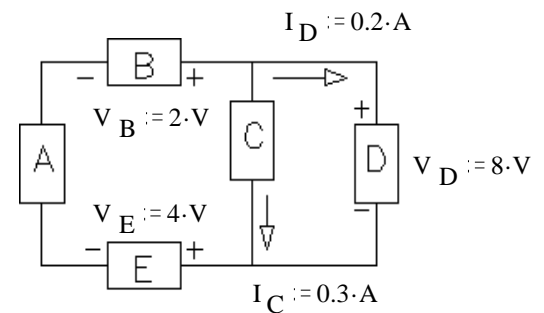 I D := 0.2·A
B
− +
V B := 2·V
+
A
C
D
V D := 8·V
V E := 4·V
−
− +
E
I C := 0.3·A